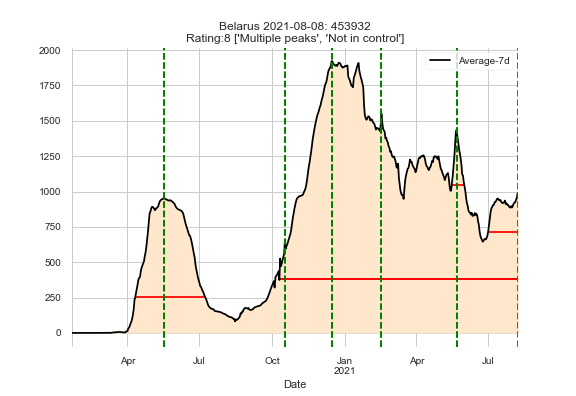 Belarus 2021-08-08: 453932
Rating:8 ['Multiple peaks', 'Not in control']
Average-7d
2000
1750
1500
1250
1000
750
500
250
0
Apr
Jul
Oct
Jan
2021
Apr
Jul
Date